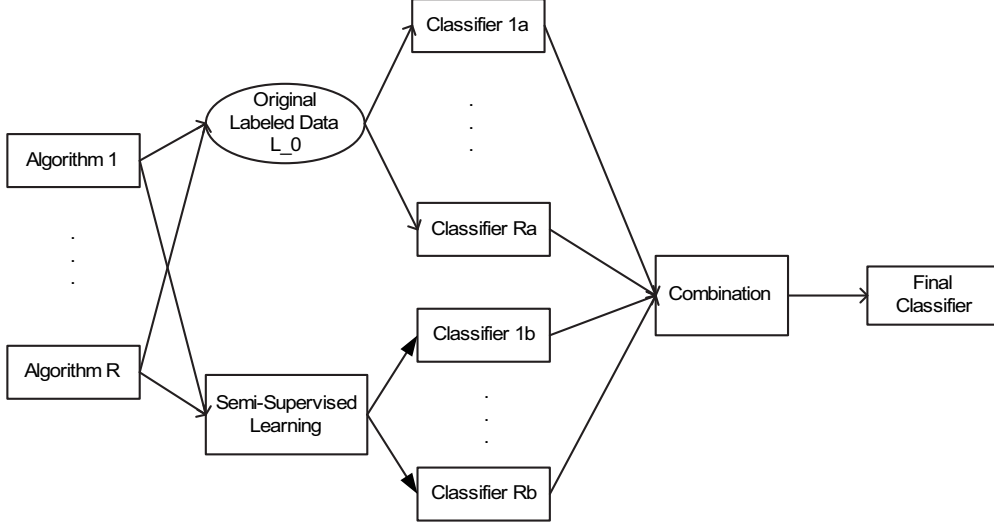 Classifier 1a
Original
Labeled Data
L_0
Algorithm 1
Classifier Ra
Combination
Final
Classifier
Classifier 1b
Algorithm R
Semi-Supervised
Learning
Classifier Rb